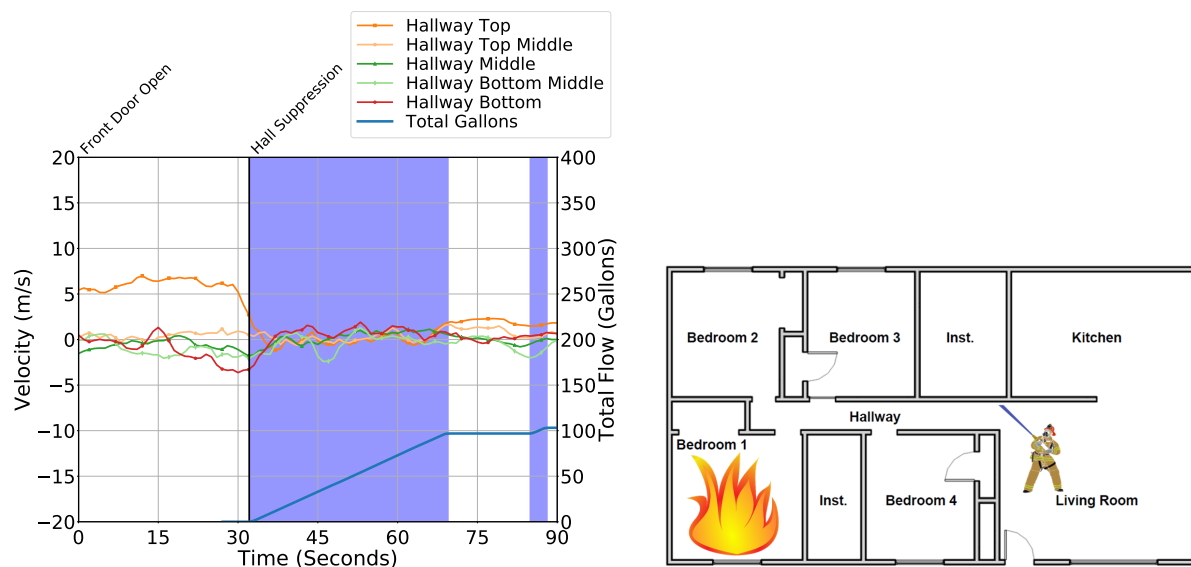 Hallway Top
Hallway Top Middle
Hallway Middle
Hallway Bottom Middle
Hallway Bottom
Total Gallons
Front Door Open
Hall Suppression
20
15
10
5
0
−5
−10
−15
−20
Velocity (m/s)
400
350
300
250
200
150
100
50
0
Total Flow (Gallons)
0
15
30
45
60
75
90
Time (Seconds)
Bedroom 2
Bedroom 3
Inst.
Kitchen
Hallway
Bedroom 1
Inst.
Bedroom 4
Living Room